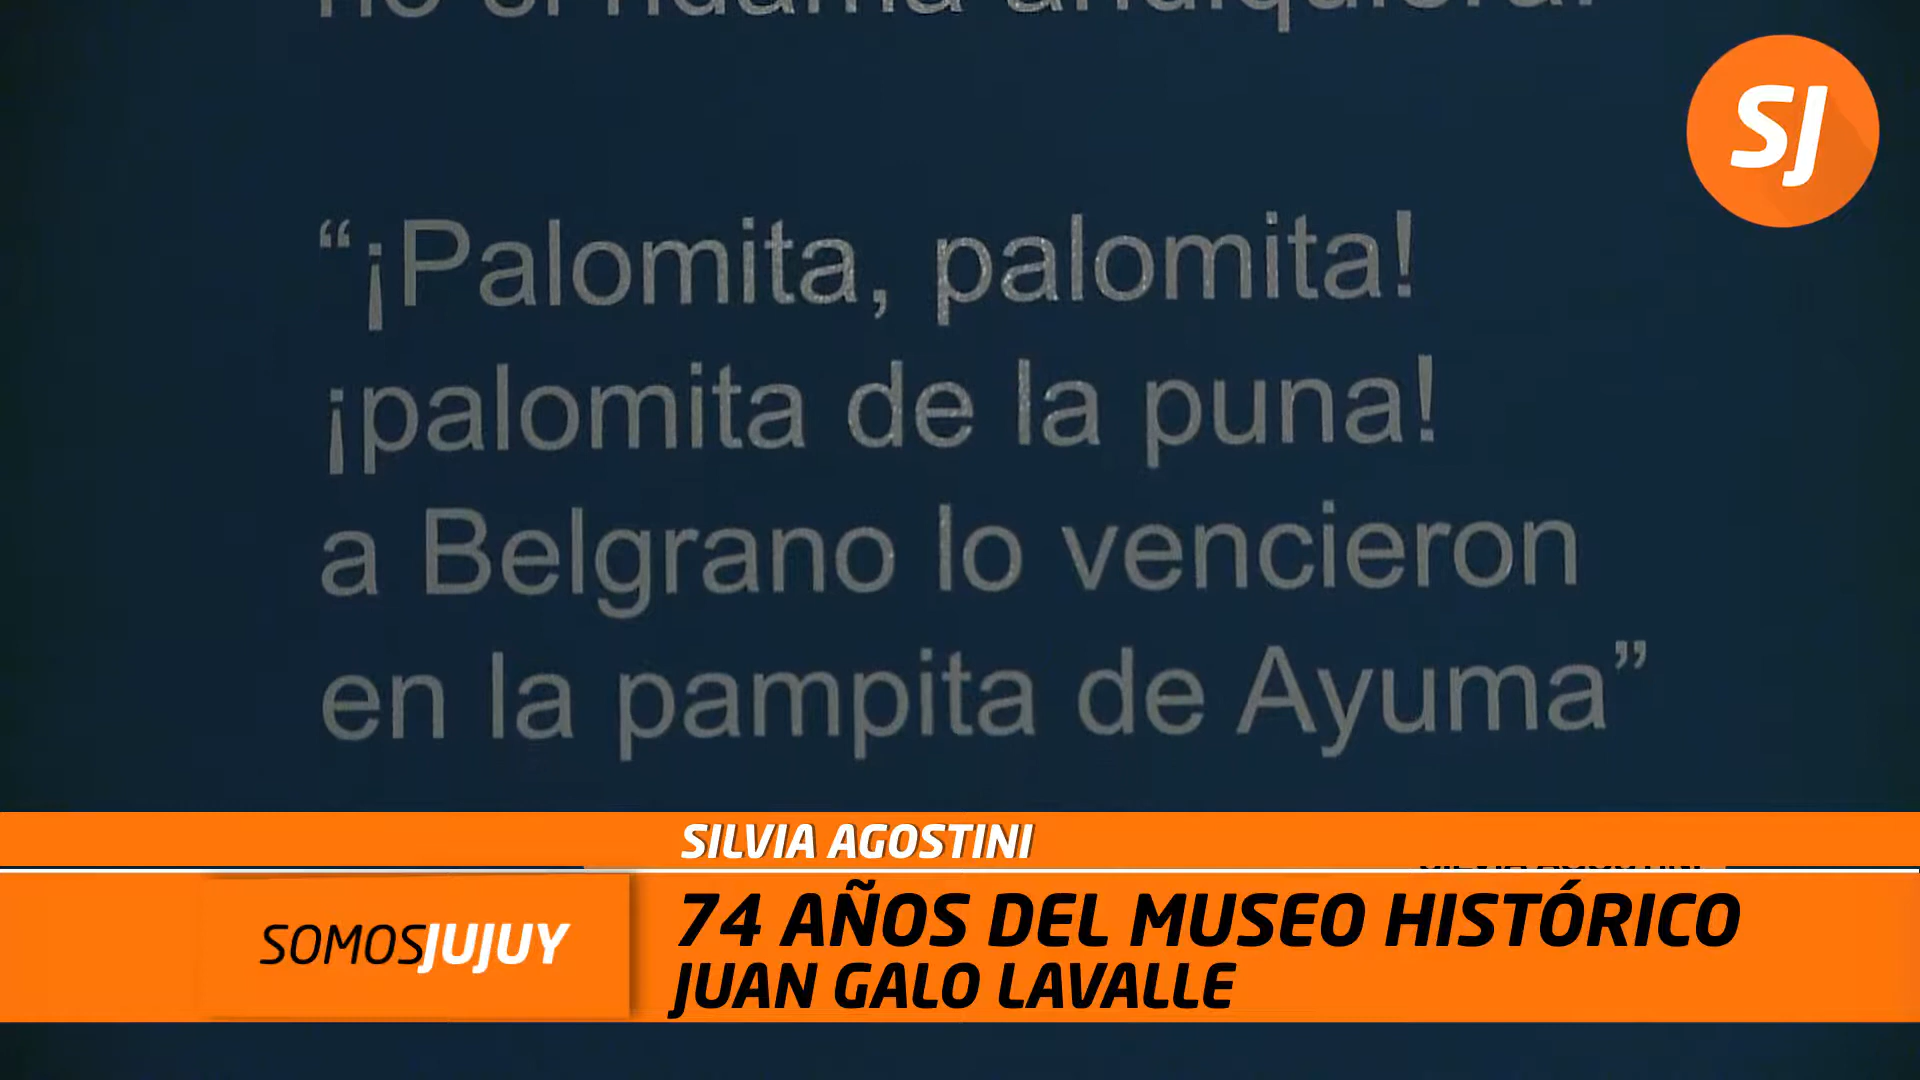 SJ
“¡Palomita, palomita!
¡palomita de la puna!
a Belgrano lo vencieron
en la pampita de Ayuma”
SILVIA AGOSTINI
SOMOSJUJUY
74 AÑOS DEL MUSEO HISTÓRICO
JUAN GALO LAVALLE